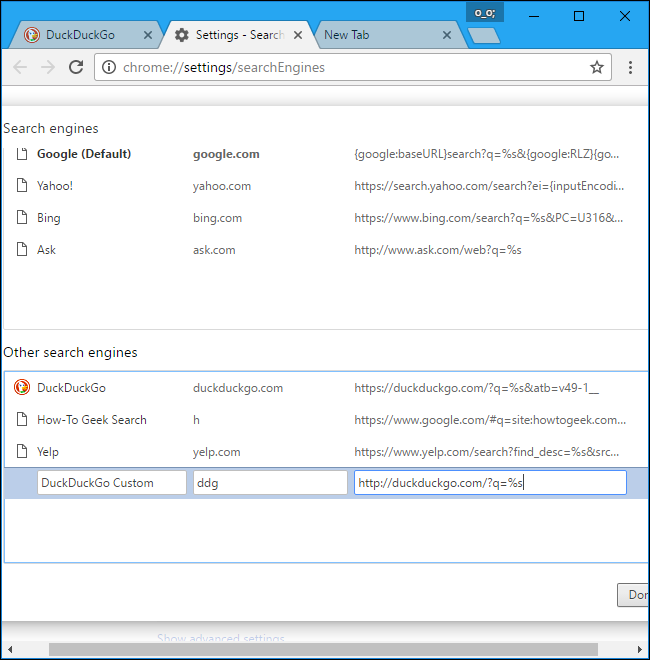 o_o;
DuckDuckGo
Settings - Search
New Tab
chrome://settings/searchEngines
Search engines
Google (Default) google.com {google:baseURL}search?q=%s&{google:RLZ}{go...
Yahoo! yahoo.com https://search.yahoo.com/search?ei={inputEncodi...
Bing bing.com https://www.bing.com/search?q=%s&PC=U316&...
Ask ask.com http://www.ask.com/web?q=%s
Other search engines
DuckDuckGo duckduckgo.com https://duckduckgo.com/?q=%s&atb=v49-1__
How-To Geek Search h https://www.google.com/#q=site:howtogeek.com...
Yelp yelp.com https://www.yelp.com/search?find_desc=%s&src...
DuckDuckGo Custom ddg http://duckduckgo.com/?q=%s
Show advanced settings